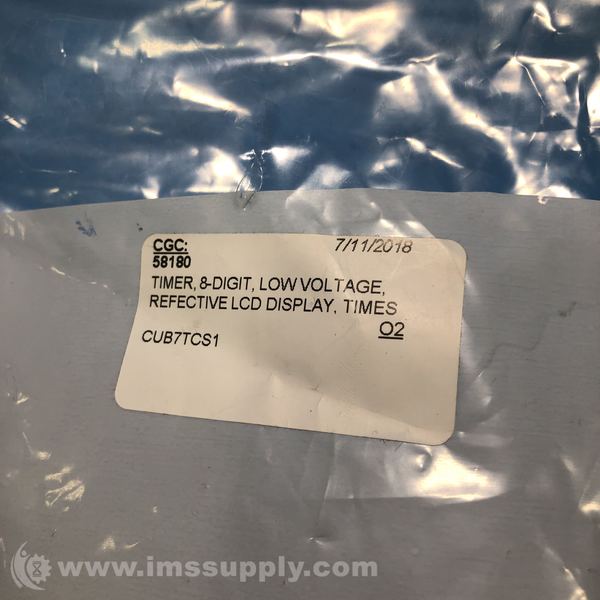 CGC: 7/11/2018
58180
TIMER, 8-DIGIT, LOW VOLTAGE,
REFECTIVE LCD DISPLAY, TIMES
O2
CUB7TCS1
www.imssupply.com